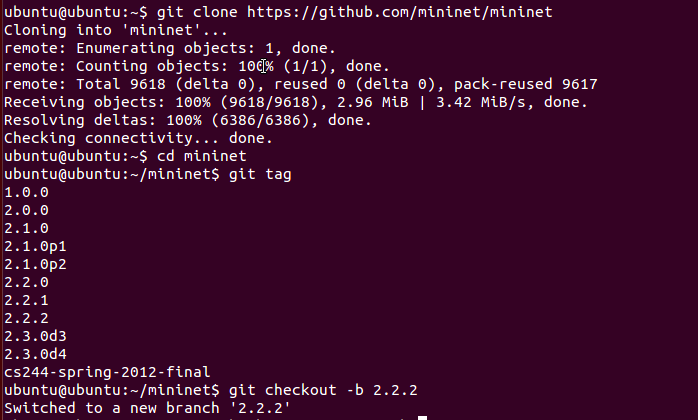 ubuntu@ubuntu:~$ git clone https://github.com/mininet/mininet
Cloning into 'mininet'...
remote: Enumerating objects: 1, done.
remote: Counting objects: 100% (1/1), done.
remote: Total 9618 (delta 0), reused 0 (delta 0), pack-reused 9617
Receiving objects: 100% (9618/9618), 2.96 MiB | 3.42 MiB/s, done.
Resolving deltas: 100% (6386/6386), done.
Checking connectivity... done.
ubuntu@ubuntu:~$ cd mininet
ubuntu@ubuntu:~/mininet$ git tag
1.0.0
2.0.0
2.1.0
2.1.0p1
2.1.0p2
2.2.0
2.2.1
2.2.2
2.3.0d3
2.3.0d4
cs244-spring-2012-final
ubuntu@ubuntu:~/mininet$ git checkout -b 2.2.2
Switched to a new branch '2.2.2'